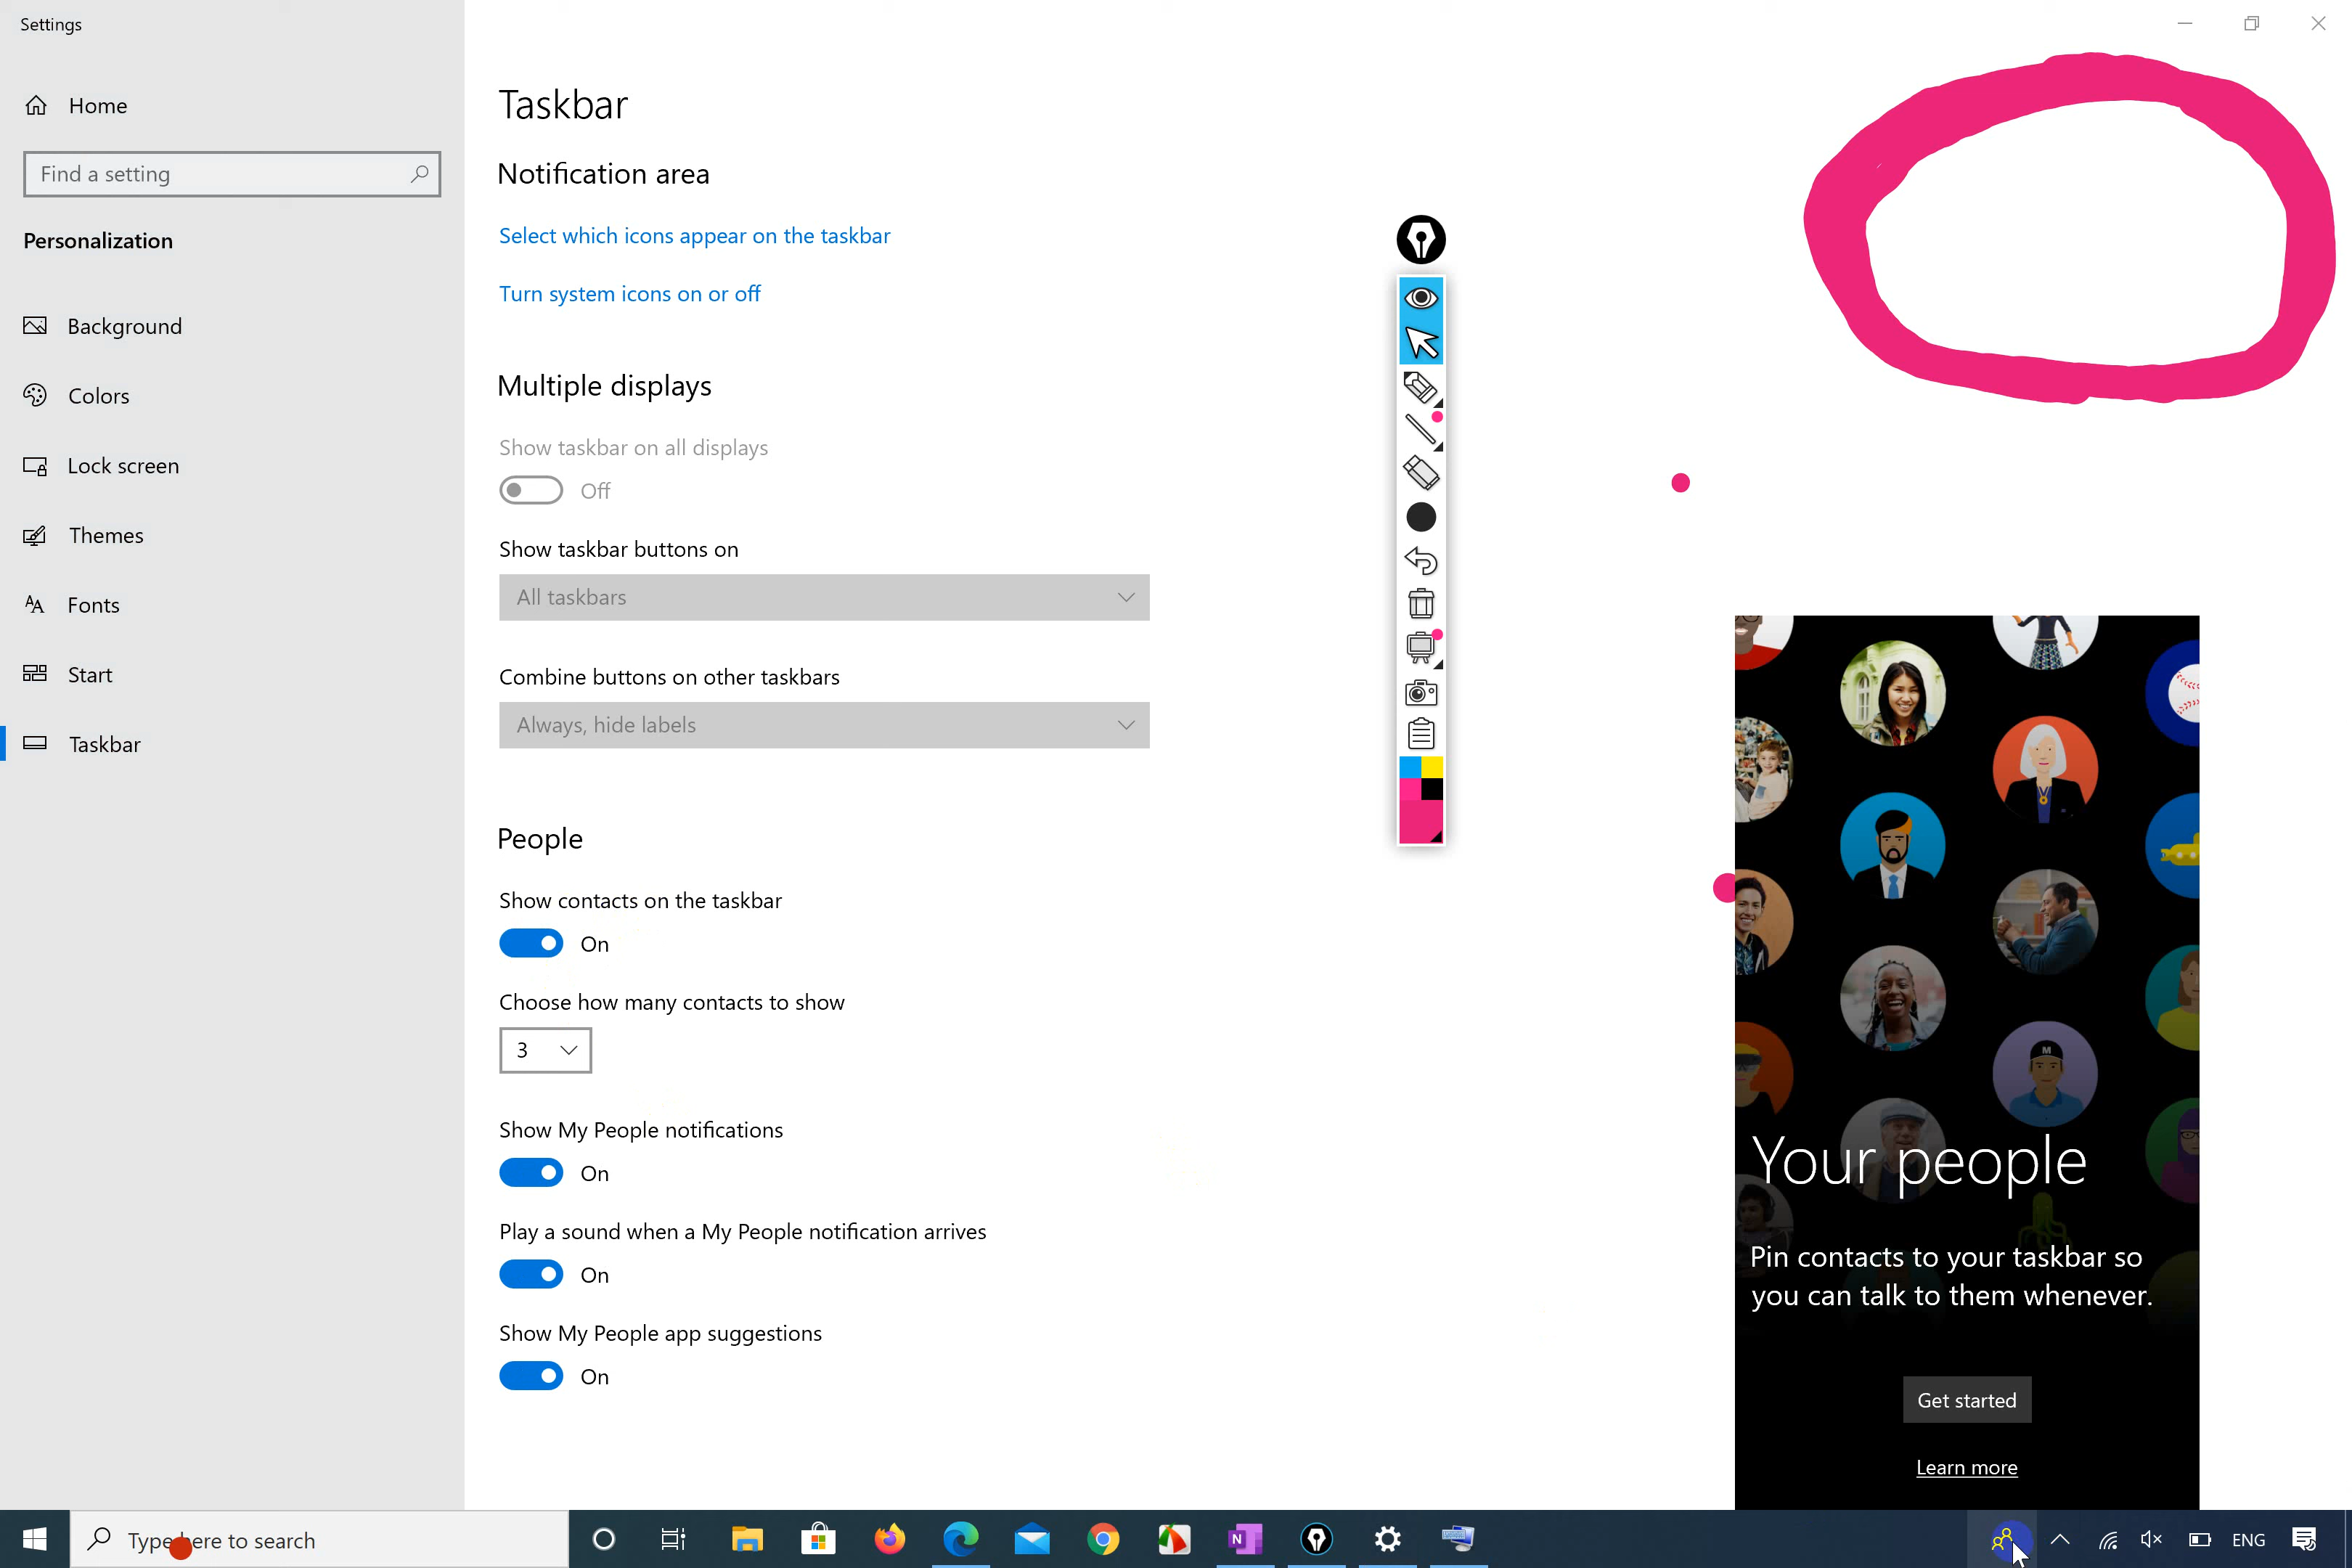 Settings
Home
Find a setting
Personalization
Background
Colors
Lock screen
Themes
Fonts
Start
Taskbar
Taskbar
Notification area
Select which icons appear on the taskbar
Turn system icons on or off
Multiple displays
Show taskbar on all displays
Off
Show taskbar buttons on
All taskbars
Combine buttons on other taskbars
Always, hide labels
People
Show contacts on the taskbar
On
Choose how many contacts to show
3
Show My People notifications
On
Play a sound when a My People notification arrives
On
Show My People app suggestions
On
M
Your people
Pin contacts to your taskbar so
you can talk to them whenever.
Get started
Learn more
Type here to search
N
ENG